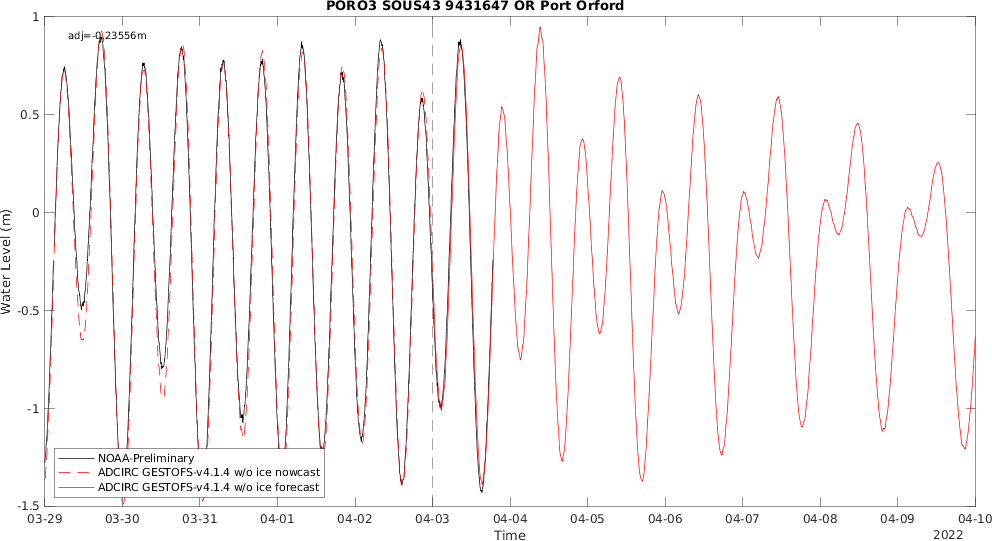 PORO3 SOUS43 9431647 OR Port Orford
adj=-0.23556m
1
0.5
0
-0.5
-1
-1.5
Water Level (m)
NOAA-Preliminary
ADCIRC GESTOFS-v4.1.4 w/o ice nowcast
ADCIRC GESTOFS-v4.1.4 w/o ice forecast
03-29 03-30 03-31 04-01 04-02 04-03 04-04 04-05 04-06 04-07 04-08 04-09 04-10
Time
2022